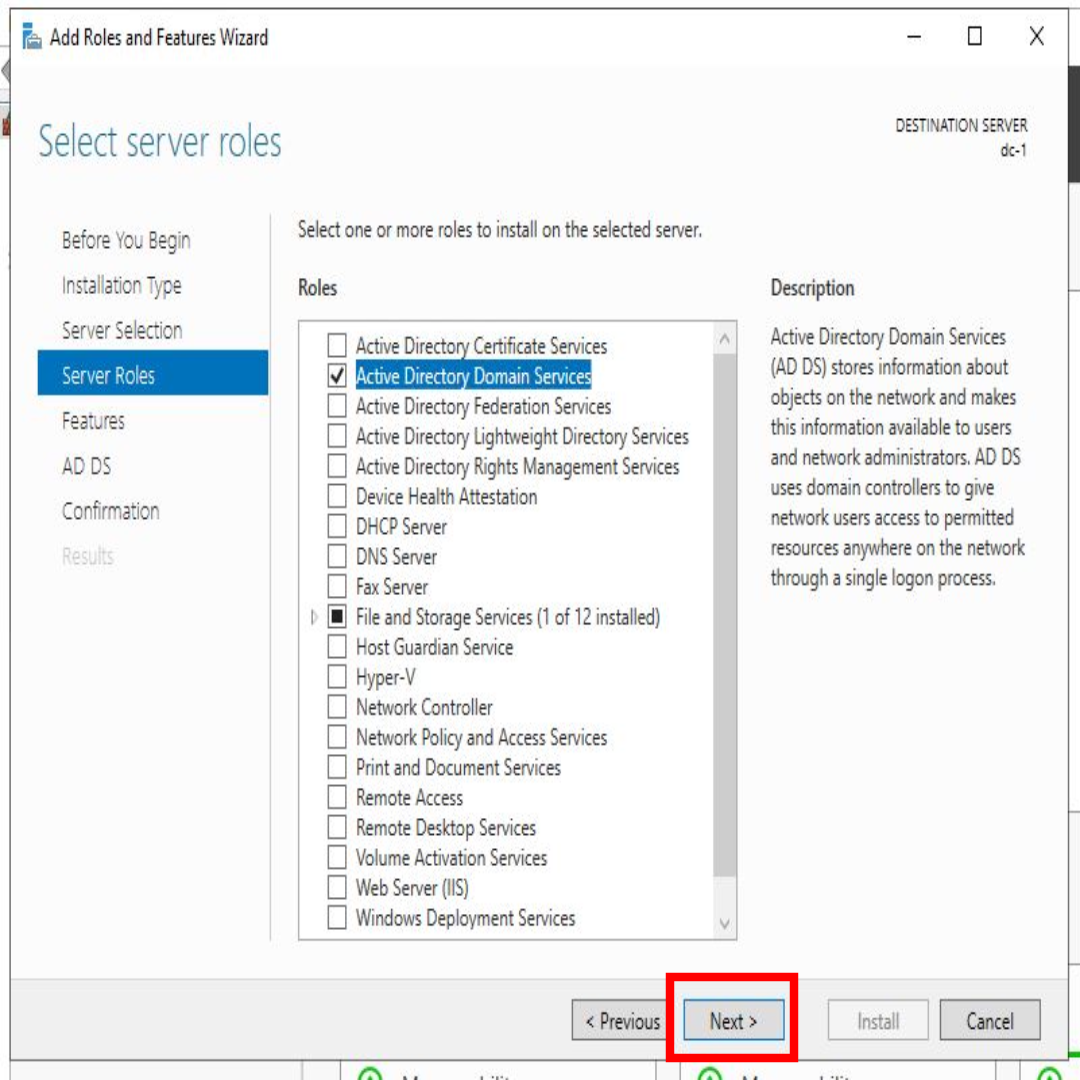 Add Roles and Features Wizard
Select server roles
DESTINATION SERVER
dc-1
Before You Begin
Installation Type
Server Selection
Server Roles
Features
AD DS
Confirmation
Results
Select one or more roles to install on the selected server.
Roles
Active Directory Certificate Services
Active Directory Domain Services
Active Directory Federation Services
Active Directory Lightweight Directory Services
Active Directory Rights Management Services
Device Health Attestation
DHCP Server
DNS Server
Fax Server
File and Storage Services (1 of 12 installed)
Host Guardian Service
Hyper-V
Network Controller
Network Policy and Access Services
Print and Document Services
Remote Access
Remote Desktop Services
Volume Activation Services
Web Server (IIS)
Windows Deployment Services
Description
Active Directory Domain Services
(AD DS) stores information about
objects on the network and makes
this information available to users
and network administrators. AD DS
uses domain controllers to give
network users access to permitted
resources anywhere on the network
through a single logon process.
< Previous
Next >
Install
Cancel